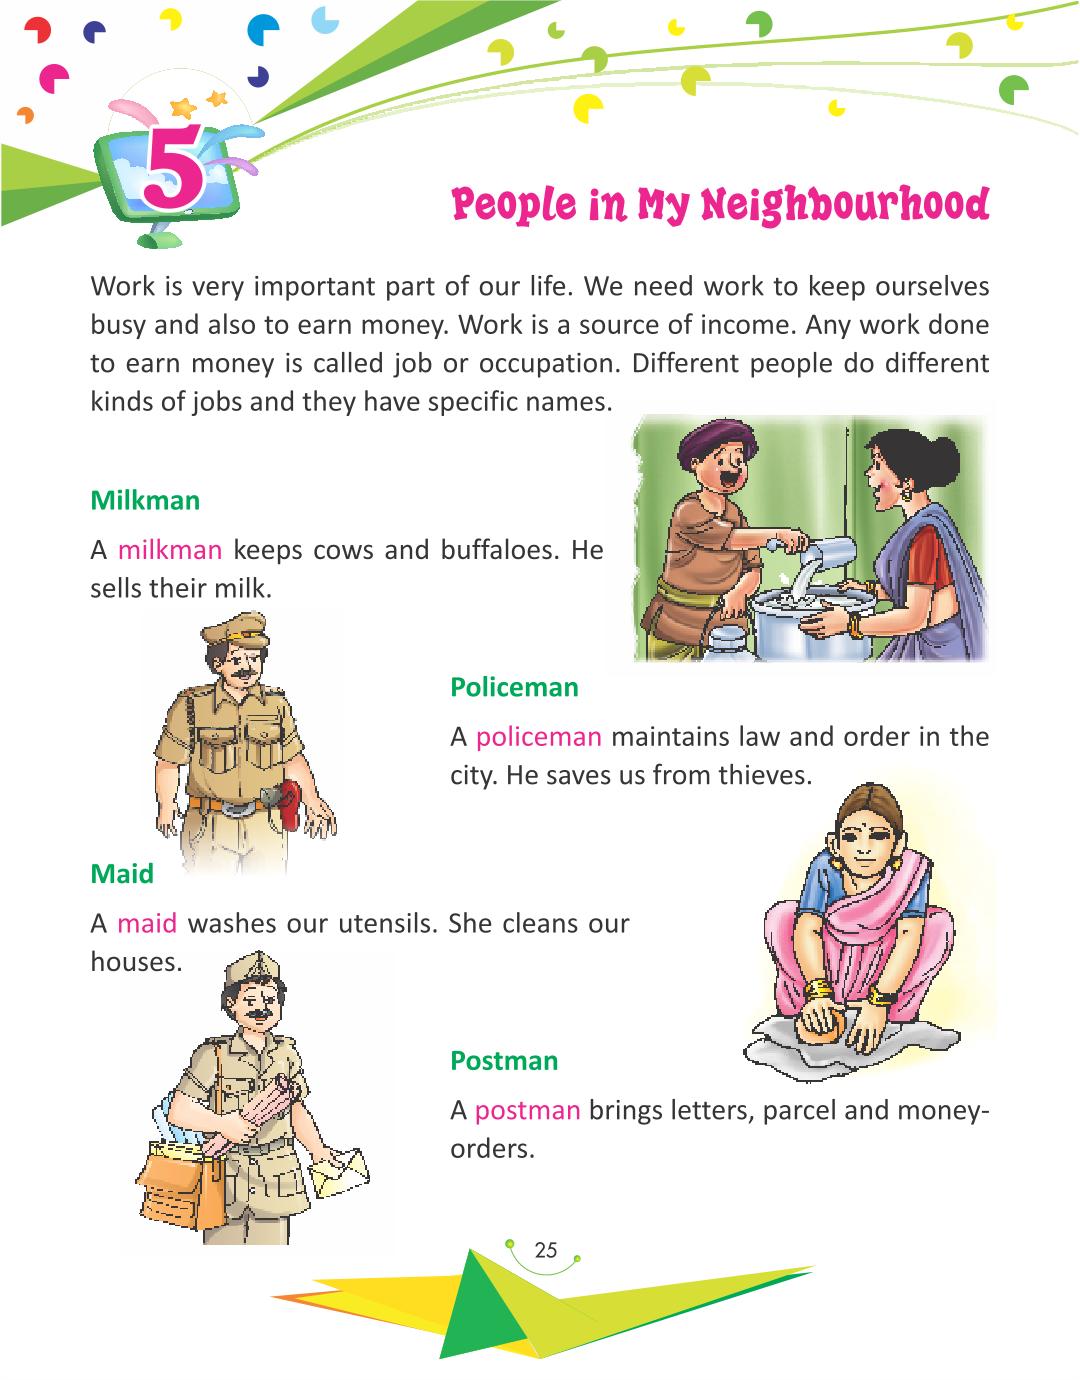 5
People in My Neighbourhood
Work is very important part of our life. We need work to keep ourselves
busy and also to earn money. Work is a source of income. Any work done
to earn money is called job or occupation. Different people do different
kinds of jobs and they have specific names.
Milkman
A milkman keeps cows and buffaloes. He
sells their milk.
Policeman
A policeman maintains law and order in the
city. He saves us from thieves.
Maid
A maid washes our utensils. She cleans our
houses.
Postman
A postman brings letters, parcel and money-
orders.
25